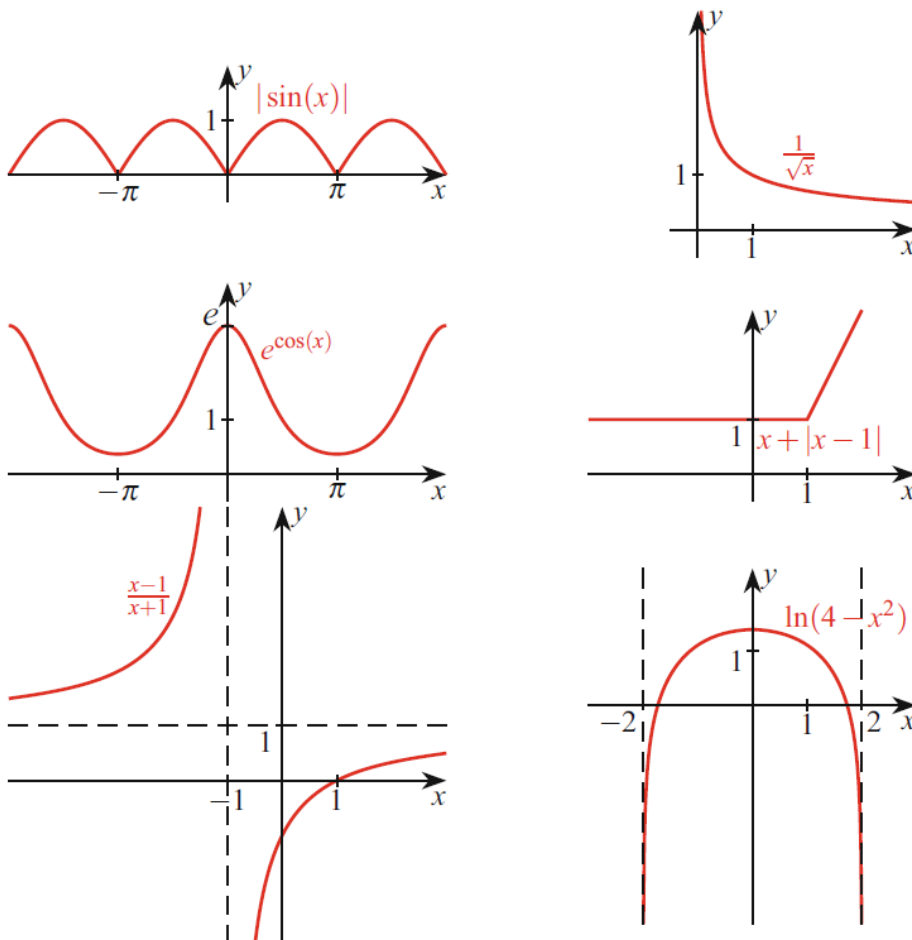 y
|sin(x)|
1
−π
π
x
y
1/√x
1
1
x
e
y
e^cos(x)
1
−π
π
x
y
1
x + |x − 1|
1
x
y
x−1
x+1
1
−1
1
x
y
ln(4 − x²)
1
−2
1
2
x